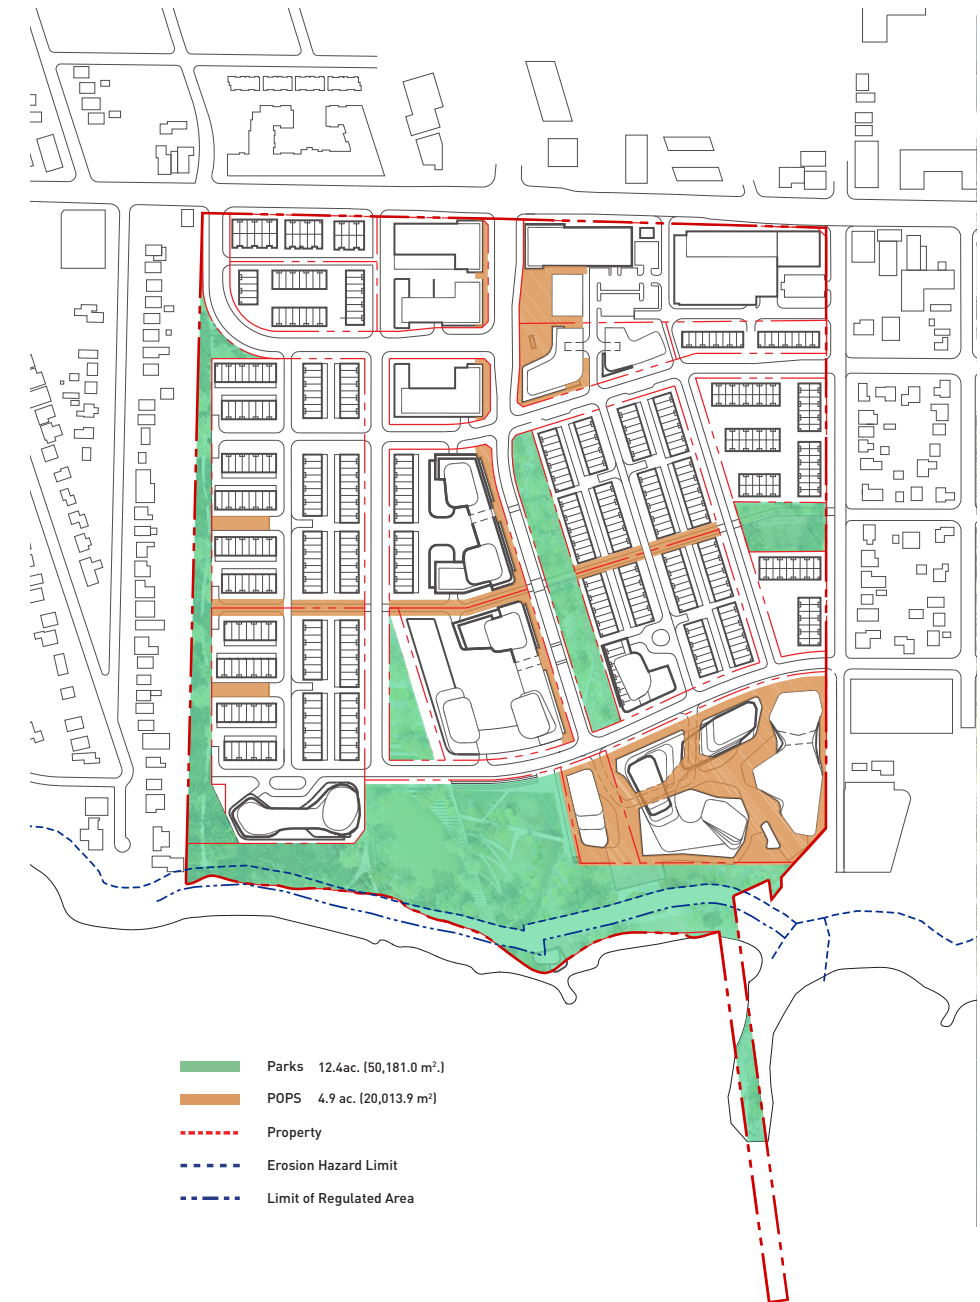 Parks 12.4ac. (50,181.0 m².)
POPS 4.9 ac. (20,013.9 m²)
Property
Erosion Hazard Limit
Limit of Regulated Area